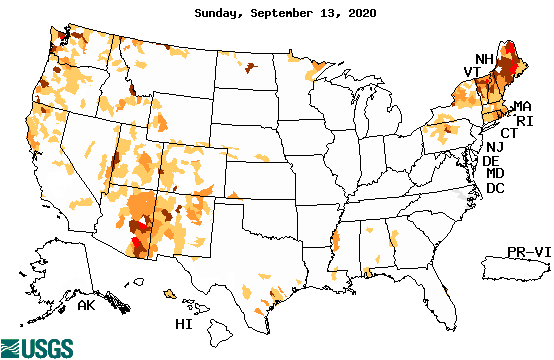 Sunday, September 13, 2020
NH
VT
MA
RI
CT
NJ
DE
MD
DC
PR-VI
AK
HI
USGS